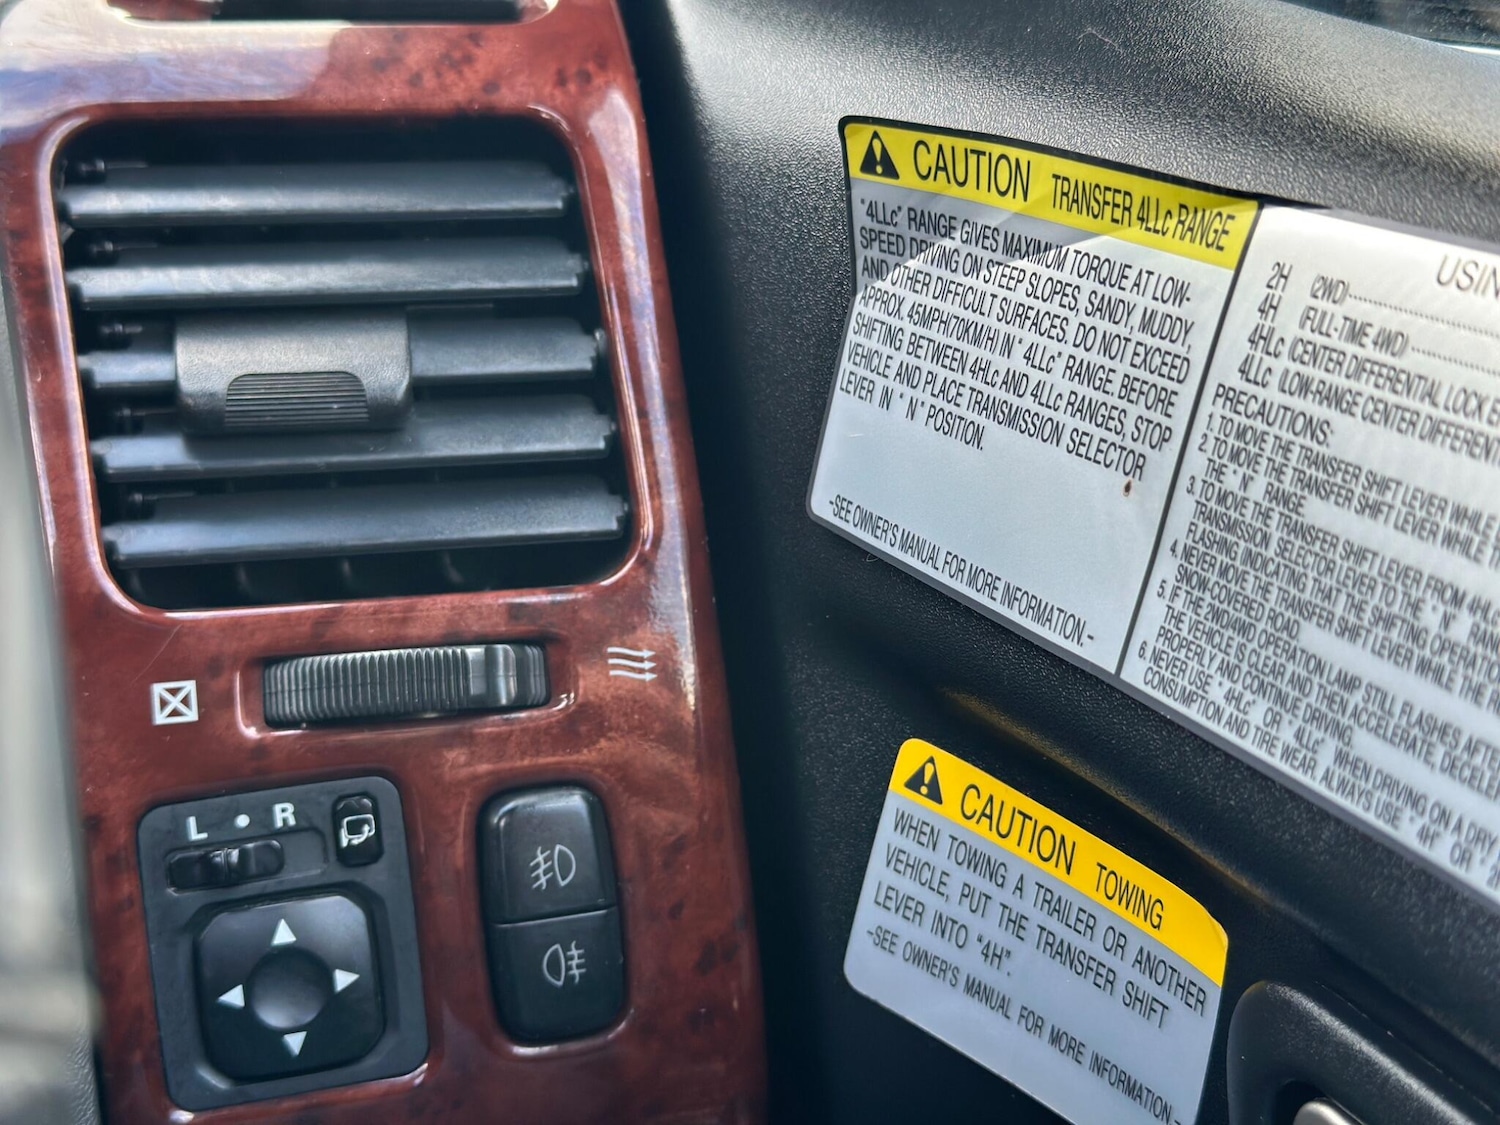 CAUTION TRANSFER 4LLc RANGE
"4LLc" RANGE GIVES MAXIMUM TORQUE AT LOW-
SPEED DRIVING ON STEEP SLOPES, SANDY, MUDDY,
AND OTHER DIFFICULT SURFACES. DO NOT EXCEED
APPROX. 45MPH(70KM/H) IN "4LLc" RANGE. BEFORE
SHIFTING BETWEEN 4HLc AND 4LLc RANGES, STOP
VEHICLE AND PLACE TRANSMISSION SELECTOR
LEVER IN "N" POSITION.
-SEE OWNER'S MANUAL FOR MORE INFORMATION.-
2H (2WD)
4H (FULL-TIME 4WD)
4HLc (CENTER DIFFERENTIAL LOCK
4LLc (LOW-RANGE CENTER
PRECAUTIONS:
1. TO MOVE THE TRANSFER SHIFT LEVER WHILE
2. TO MOVE THE TRANSFER SHIFT LEVER WHILE
THE "N" RANGE
3. TO MOVE THE TRANSFER SHIFT LEVER FROM 4HLc
TRANSMISSION SELECTOR LEVER TO THE "N"
FLASHING INDICATING THAT THE SHIFTING
4. NEVER MOVE THE TRANSFER SHIFT LEVER WHILE THE
SNOW-COVERED ROAD.
5. IF THE 2WD/4WD OPERATION LAMP STILL FLASHES
THE VEHICLE IS CLEAR AND THEN ACCELERATE,
PROPERLY AND CONTINUE DRIVING.
6. NEVER USE "4HLc" OR "4LLc" WHEN DRIVING ON A DRY
CONSUMPTION AND TIRE WEAR. ALWAYS USE "4H" OR
L • R
CAUTION TOWING
WHEN TOWING A TRAILER OR ANOTHER
VEHICLE, PUT THE TRANSFER SHIFT
LEVER INTO "4H".
-SEE OWNER'S MANUAL FOR MORE INFORMATION-